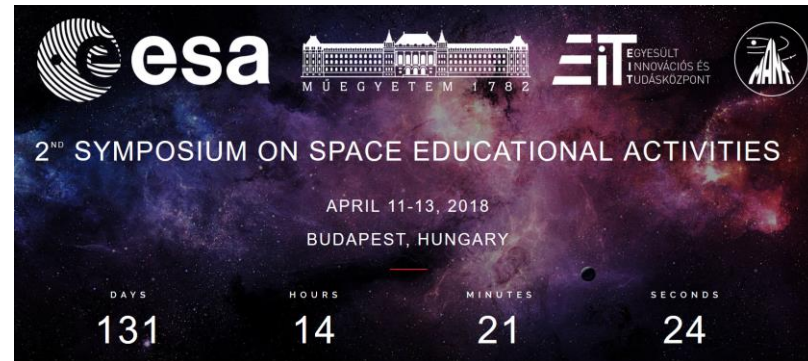 esa
MŰEGYETEM 1782
EiT
EGYESÜLT
INNOVÁCIÓS ÉS
TUDÁSKÖZPONT
2ND SYMPOSIUM ON SPACE EDUCATIONAL ACTIVITIES
APRIL 11-13, 2018
BUDAPEST, HUNGARY
DAYS HOURS MINUTES SECONDS
131 14 21 24